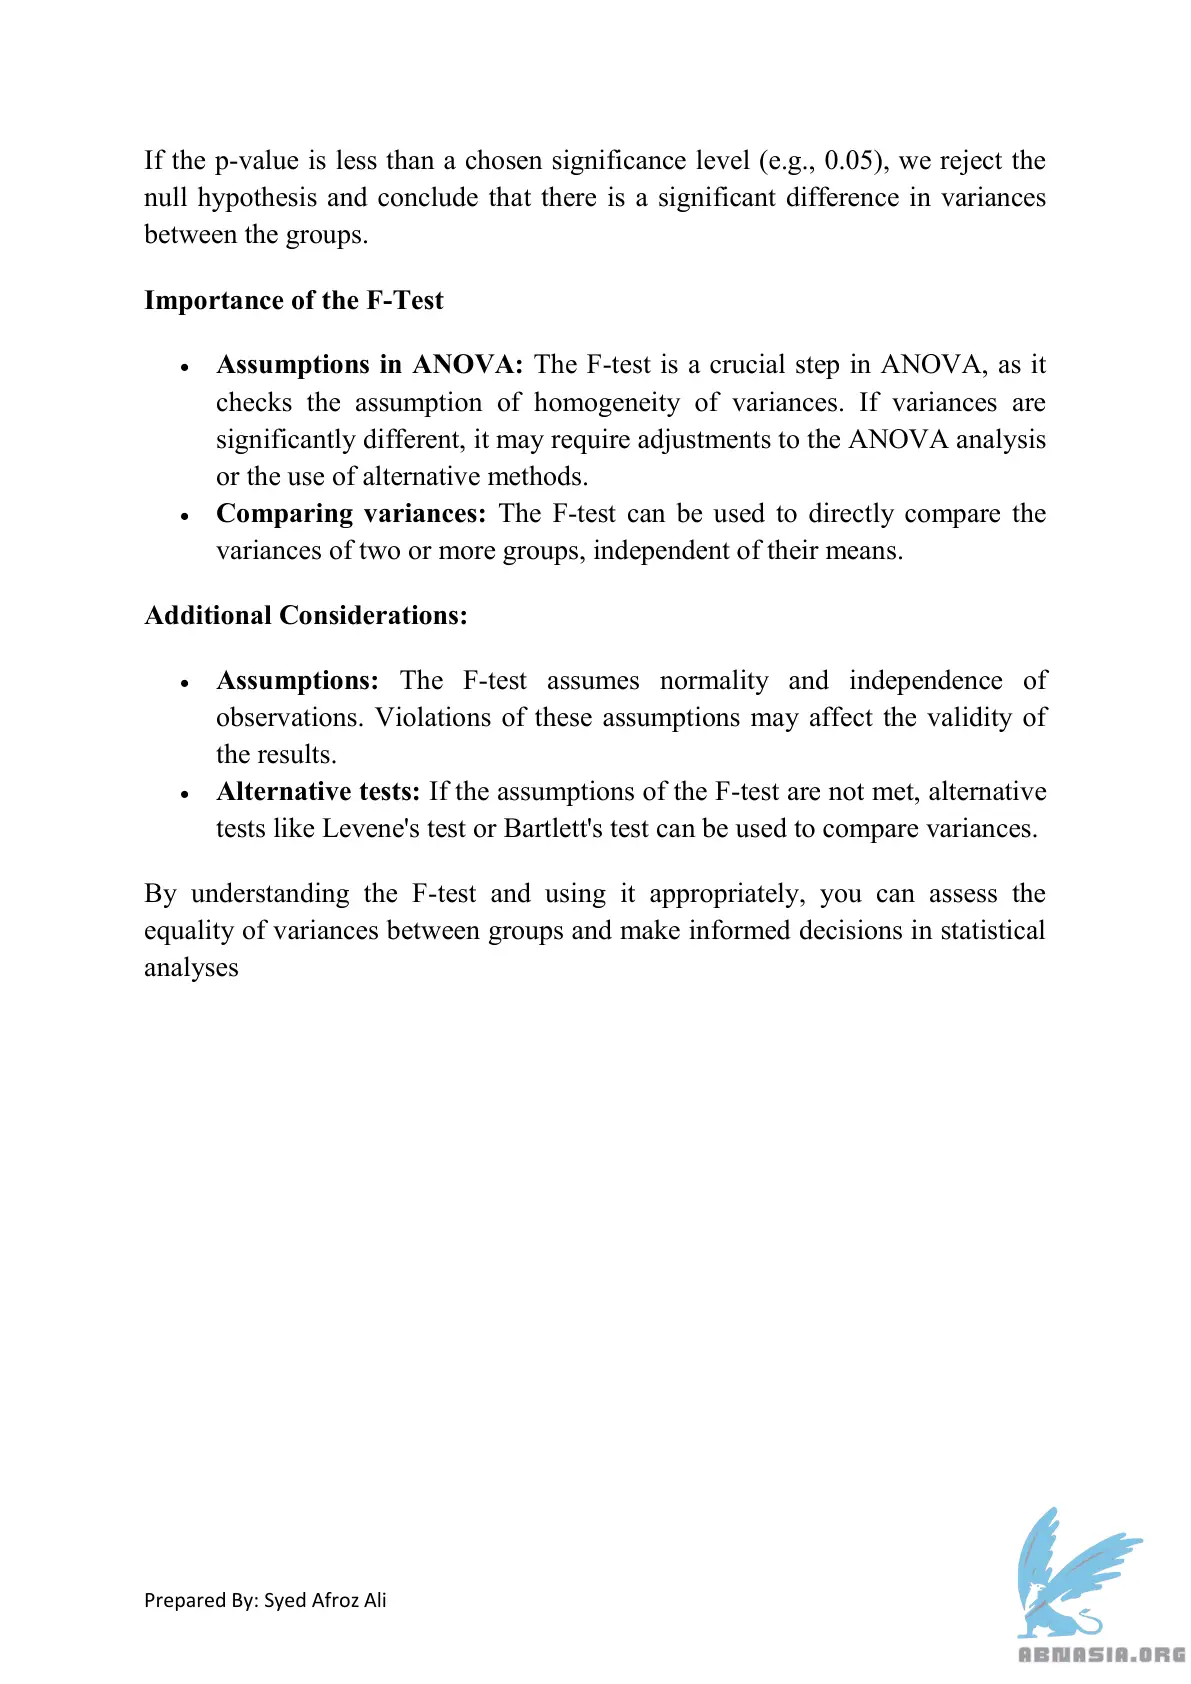 If the p-value is less than a chosen significance level (e.g., 0.05), we reject the
null hypothesis and conclude that there is a significant difference in variances
between the groups.
Importance of the F-Test
• Assumptions in ANOVA: The F-test is a crucial step in ANOVA, as it
checks the assumption of homogeneity of variances. If variances are
significantly different, it may require adjustments to the ANOVA analysis
or the use of alternative methods.
• Comparing variances: The F-test can be used to directly compare the
variances of two or more groups, independent of their means.
Additional Considerations:
• Assumptions: The F-test assumes normality and independence of
observations. Violations of these assumptions may affect the validity of
the results.
• Alternative tests: If the assumptions of the F-test are not met, alternative
tests like Levene's test or Bartlett's test can be used to compare variances.
By understanding the F-test and using it appropriately, you can assess the
equality of variances between groups and make informed decisions in statistical
analyses
Prepared By: Syed Afroz Ali
ABNASIA.ORG